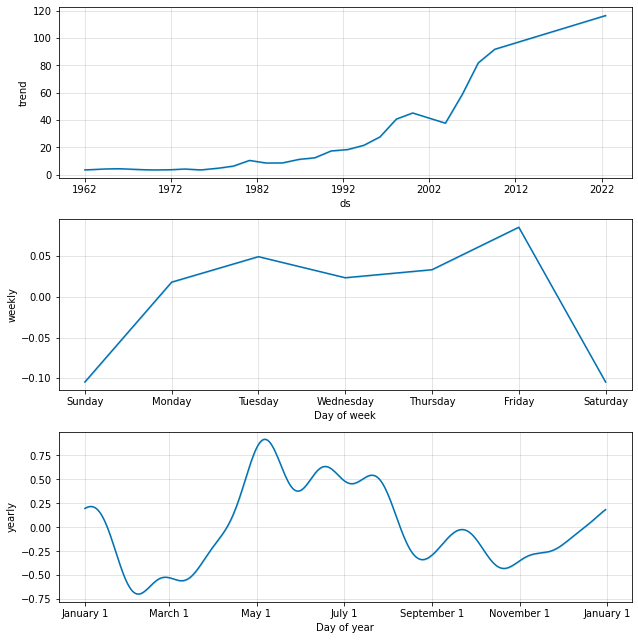 120
100
80
60
40
20
0
trend
1962 1972 1982 1992 2002 2012 2022
ds
0.05
0.00
−0.05
−0.10
weekly
Sunday Monday Tuesday Wednesday Thursday Friday Saturday
Day of week
0.75
0.50
0.25
0.00
−0.25
−0.50
−0.75
yearly
January 1 March 1 May 1 July 1 September 1 November 1 January 1
Day of year